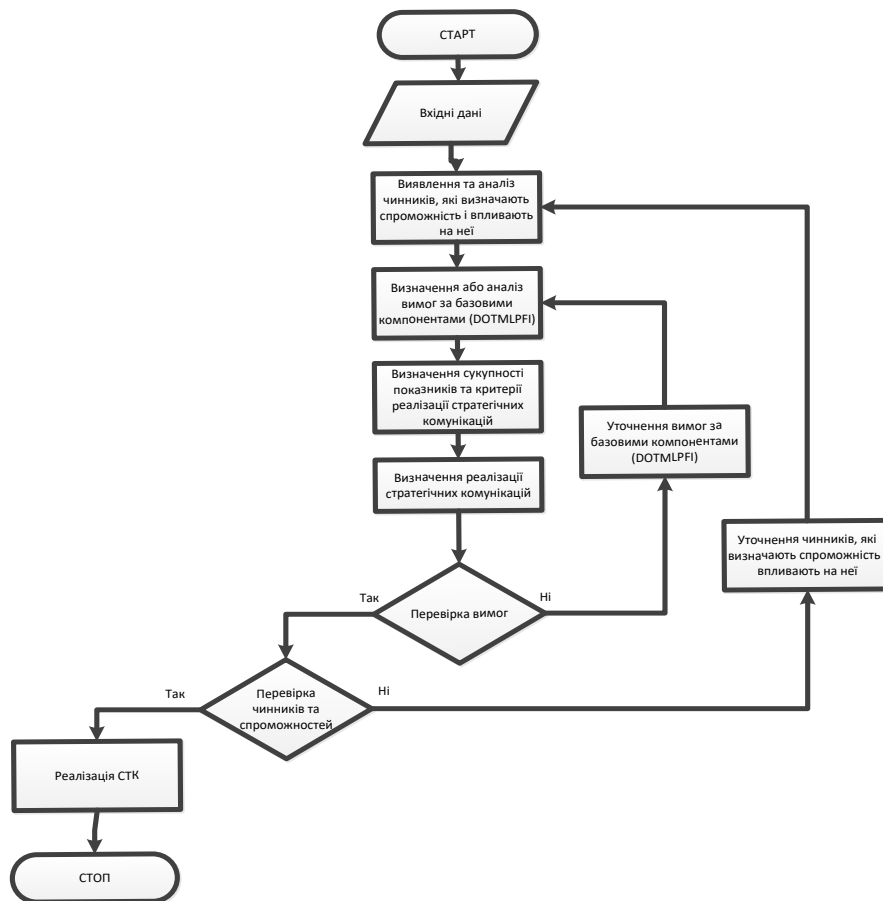 СТАРТ
Вхідні дані
Виявлення та аналіз
чинників, які визначають
спроможність і впливають
на неї
Визначення або аналіз
вимог за базовими
компонентами (DOTMLPFI)
Визначення сукупності
показників та критерії
реалізації стратегічних
комунікацій
Уточнення вимог за
базовими компонентами
(DOTMLPFI)
Визначення реалізації
стратегічних комунікацій
Уточнення чинників, які
визначають спроможність
впливають на неї
Так
Ні
Перевірка вимог
Так
Ні
Перевірка
чинників та
спроможностей
Реалізація СТК
СТОП